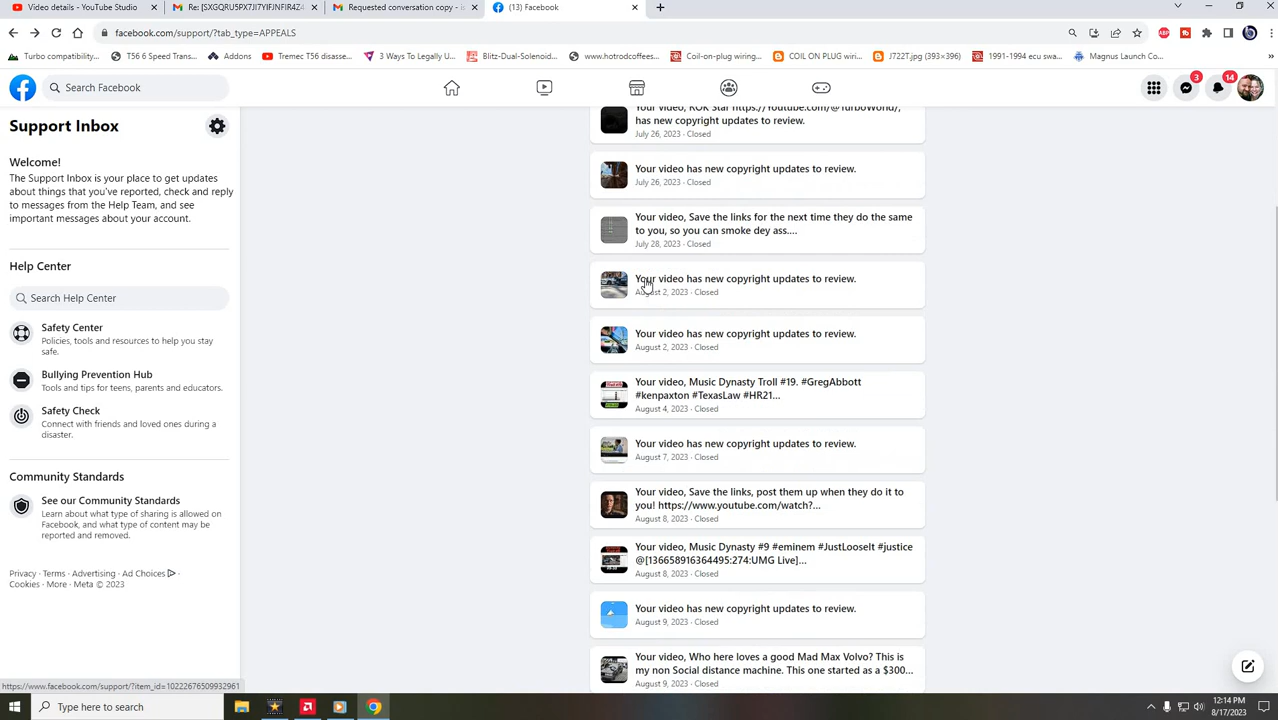 Video details - YouTube Studio
Re: [SXGQRU5PX7JI7YIFJNFIR4Z4
Requested conversation copy - is
(13) Facebook
facebook.com/support/?tab_type=APPEALS
Turbo compatibility...
T56 6 Speed Trans...
Addons
Tremec T56 disasse...
3 Ways To Legally U...
Blitz-Dual-Solenoid...
www.hotrodcoffees...
Coil-on-plug wiring...
COIL ON PLUG wiri...
J722T.jpg (393×396)
1991-1994 ecu swa...
Magnus Launch Co...
»
Search Facebook
3
14
Support Inbox
Welcome!
The Support Inbox is your place to get updates
about things that you've reported, check and reply
to messages from the Help Team, and see
important messages about your account.
Help Center
Search Help Center
Safety Center
Policies, tools and resources to help you stay
safe.
Bullying Prevention Hub
Tools and tips for teens, parents and educators.
Safety Check
Connect with friends and loved ones during a
disaster.
Community Standards
See our Community Standards
Learn about what type of sharing is allowed on
Facebook, and what type of content may be
reported and removed.
Privacy · Terms · Advertising · Ad Choices ·
Cookies · More · Meta © 2023
Your video, ROK Star https://Youtube.com/@TurboWorld/,
has new copyright updates to review.
July 26, 2023 · Closed
Your video has new copyright updates to review.
July 26, 2023 · Closed
Your video, Save the links for the next time they do the same
to you, so you can smoke dey ass....
July 28, 2023 · Closed
Your video has new copyright updates to review.
August 2, 2023 · Closed
Your video has new copyright updates to review.
August 2, 2023 · Closed
Your video, Music Dynasty Troll #19. #GregAbbott
#kenpaxton #TexasLaw #HR21...
August 4, 2023 · Closed
Your video has new copyright updates to review.
August 7, 2023 · Closed
Your video, Save the links, post them up when they do it to
you! https://www.youtube.com/watch?...
August 8, 2023 · Closed
Your video, Music Dynasty #9 #eminem #JustLooseIt #justice
@[136658916364495:274:UMG Live]...
August 8, 2023 · Closed
Your video has new copyright updates to review.
August 9, 2023 · Closed
Your video, Who here loves a good Mad Max Volvo? This is
my non Social distance machine. This one started as a $300...
August 9, 2023 · Closed
https://www.facebook.com/support/?item_id=10222676509932961
Type here to search
12:14 PM
8/17/2023